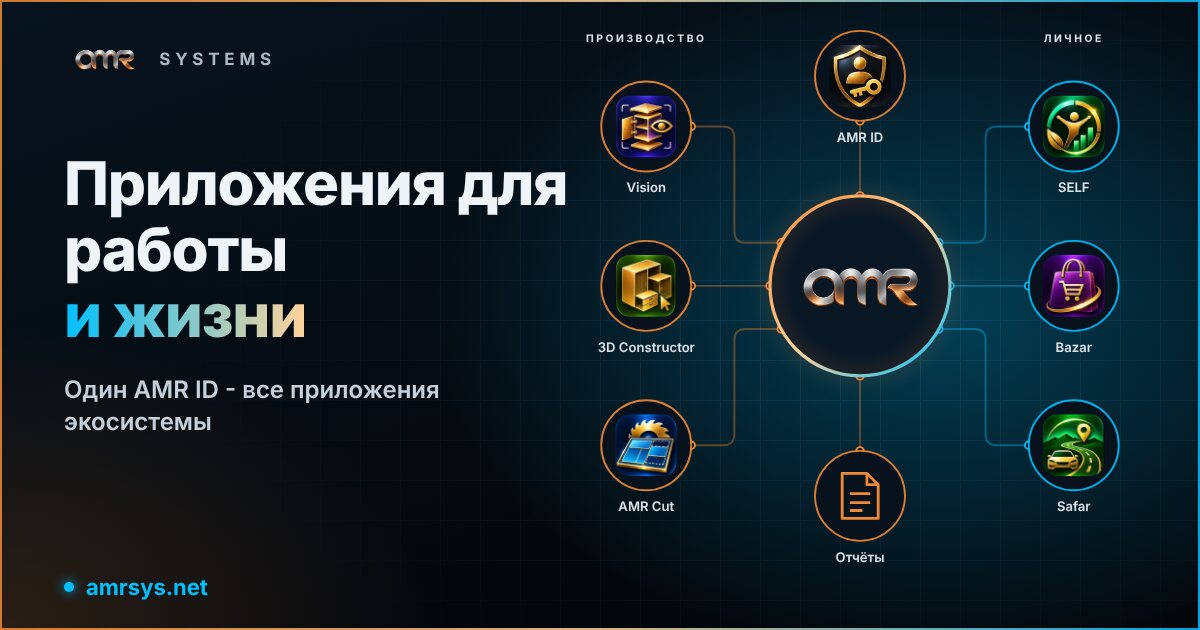 AMR SYSTEMS
Приложения для
работы
и жизни
Один AMR ID - все приложения
экосистемы
amrsys.net
ПРОИЗВОДСТВО
ЛИЧНОЕ
AMR ID
Vision
SELF
AMR
3D Constructor
Bazar
AMR Cut
Safar
Отчёты